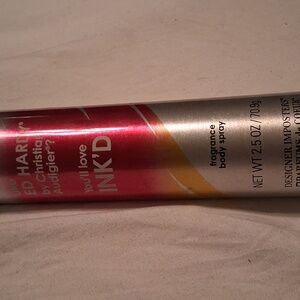 ED HARDY®
by Christian
Audigier®?
You'll love
INK'D
fragrance
body spray
NET WT 2.5 OZ/70.9g
DESIGNER IMPOSTERS